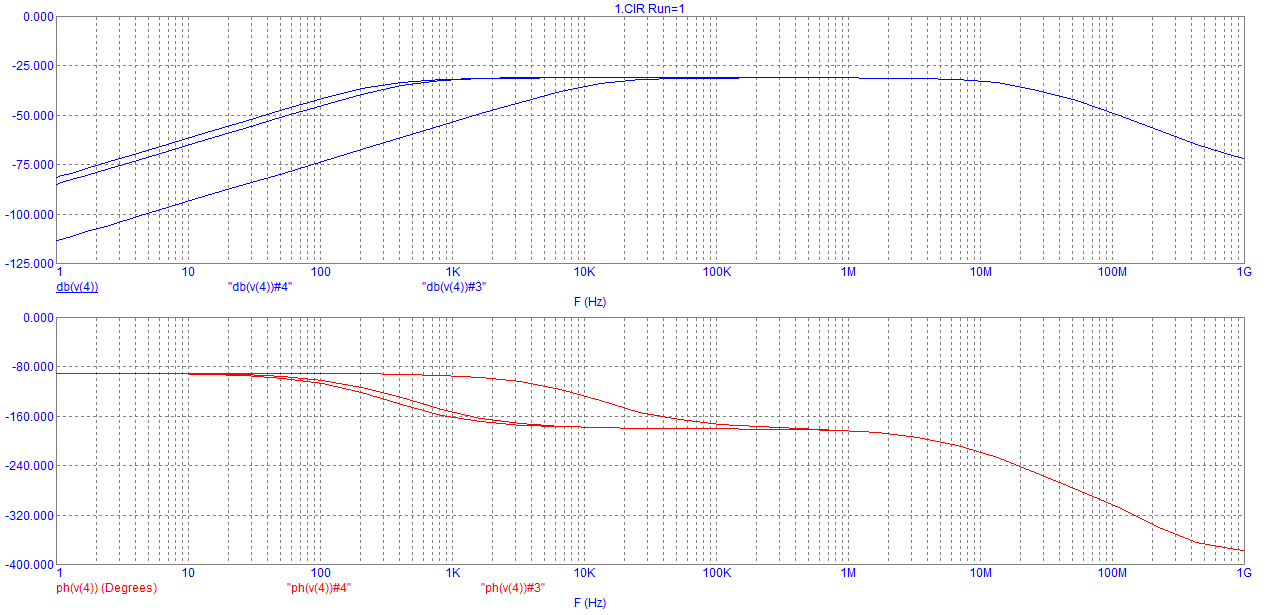 1.CIR Run=1
0.000
-25.000
-50.000
-75.000
-100.000
-125.000
1 10 100 1K 10K 100K 1M 10M 100M 1G
db(v(4)) "db(v(4))#4" "db(v(4))#3"
F (Hz)
0.000
-80.000
-160.000
-240.000
-320.000
-400.000
1 10 100 1K 10K 100K 1M 10M 100M 1G
ph(v(4)) (Degrees) "ph(v(4))#4" "ph(v(4))#3"
F (Hz)